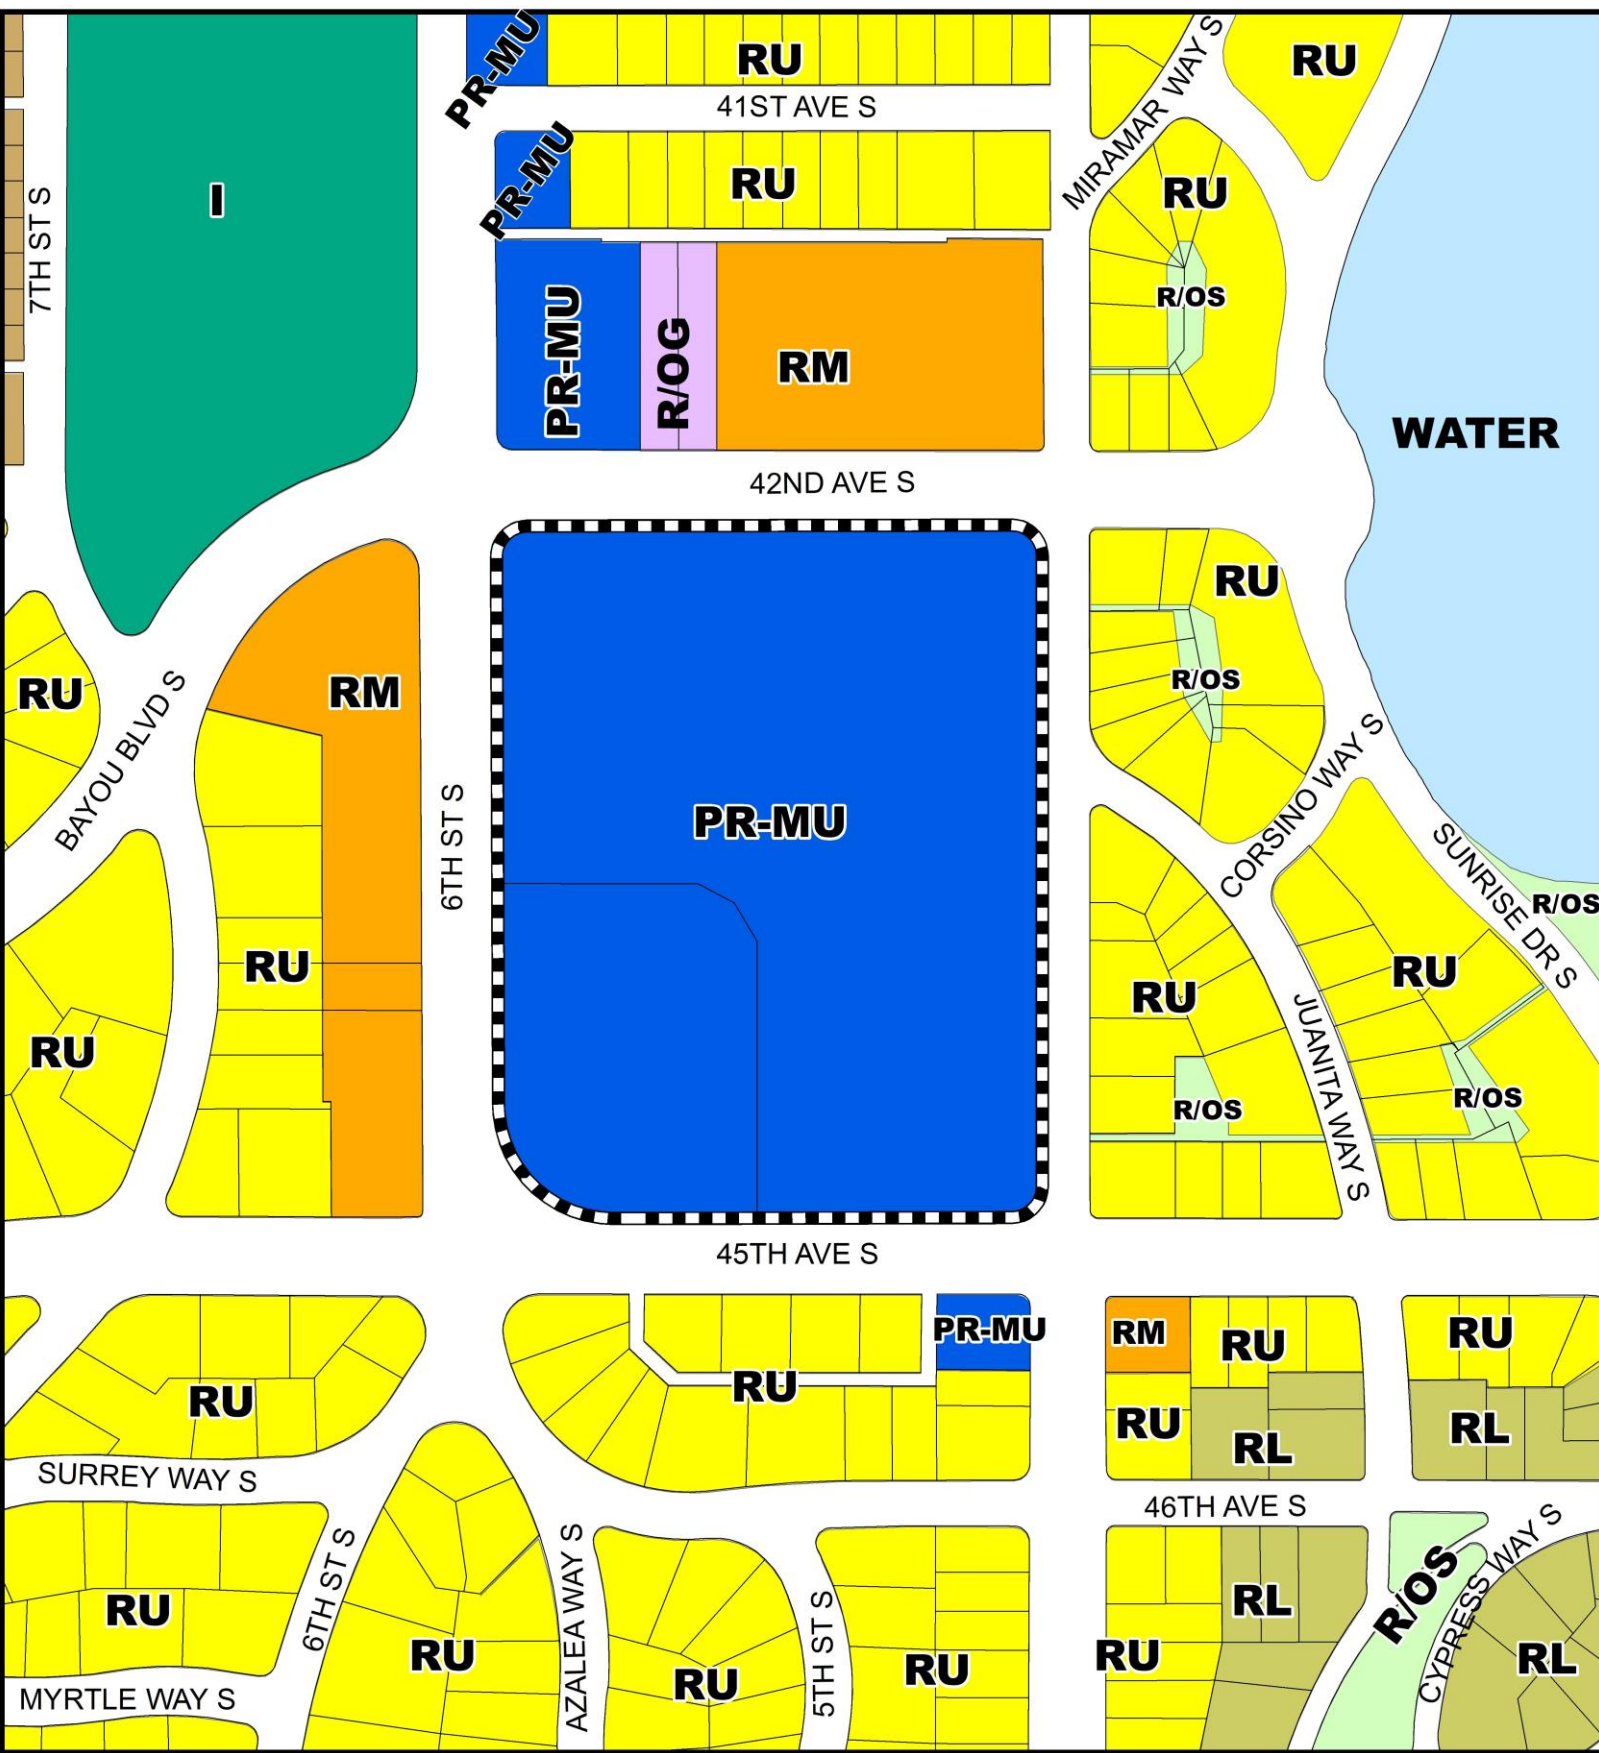 PR-MU
RU
RU
41ST AVE S
MIRAMAR WAY S
PR-MU
RU
RU
I
7TH ST S
R/OS
PR-MU
R/OG
RM
WATER
42ND AVE S
RU
R/OS
RU
RM
BAYOU BLVD S
6TH ST S
PR-MU
CORSINO WAY S
SUNRISE DR S
R/OS
RU
RU
RU
RU
JUANITA WAY S
R/OS
R/OS
45TH AVE S
PR-MU
RM
RU
RU
RU
RU
RU
RL
RL
SURREY WAY S
46TH AVE S
6TH ST S
AZALEA WAY S
5TH ST S
RU
RU
RU
RU
RU
RL
R/OS
CYPRESS WAY S
RL
MYRTLE WAY S